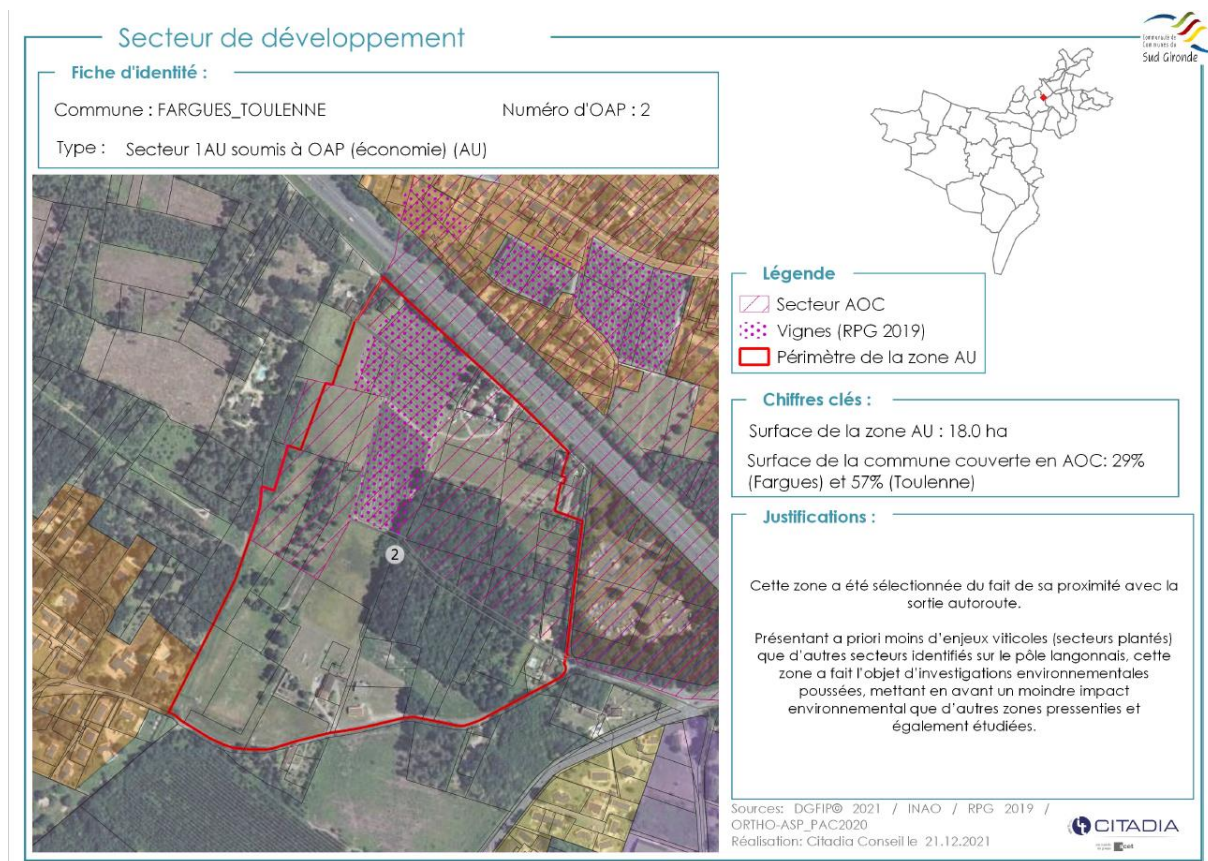 Secteur de développement
Communauté de
Communes du
Sud Gironde
Fiche d'identité :
Commune : FARGUES_TOULENNE
Numéro d'OAP : 2
Type : Secteur 1AU soumis à OAP (économie) (AU)
2
Légende
Secteur AOC
Vignes (RPG 2019)
Périmètre de la zone AU
Chiffres clés :
Surface de la zone AU : 18.0 ha
Surface de la commune couverte en AOC: 29%
(Fargues) et 57% (Toulenne)
Justifications :
Cette zone a été sélectionnée du fait de sa proximité avec la
sortie autoroute.
Présentant a priori moins d'enjeux viticoles (secteurs plantés)
que d'autres secteurs identifiés sur le pôle langonnais, cette
zone a fait l'objet d'investigations environnementales
poussées, mettant en avant un moindre impact
environnemental que d'autres zones pressenties et
également étudiées.
Sources: DGFIP© 2021 / INAO / RPG 2019 /
ORTHO-ASP_PAC2020
Réalisation: Citadia Conseil le 21.12.2021
CITADIA